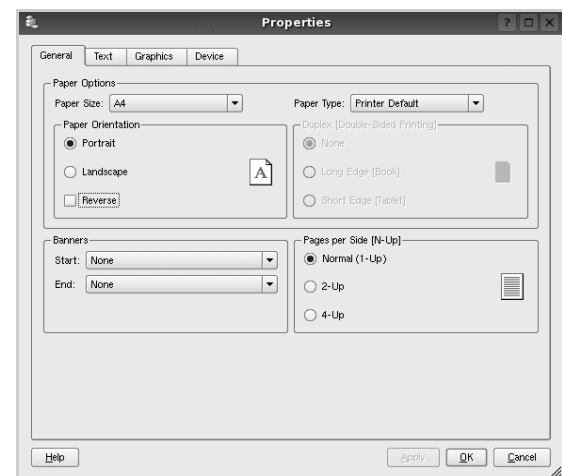 Properties
General Text Graphics Device
Paper Options
Paper Size: A4 Paper Type: Printer Default
Paper Orientation
Portrait
Landscape
Reverse
A
Duplex [Double-Sided Printing]
None
Long Edge [Book]
Short Edge [Tablet]
Banners
Start: None
End: None
Pages per Side [N-Up]
Normal (1-Up)
2-Up
4-Up
Help Apply OK Cancel